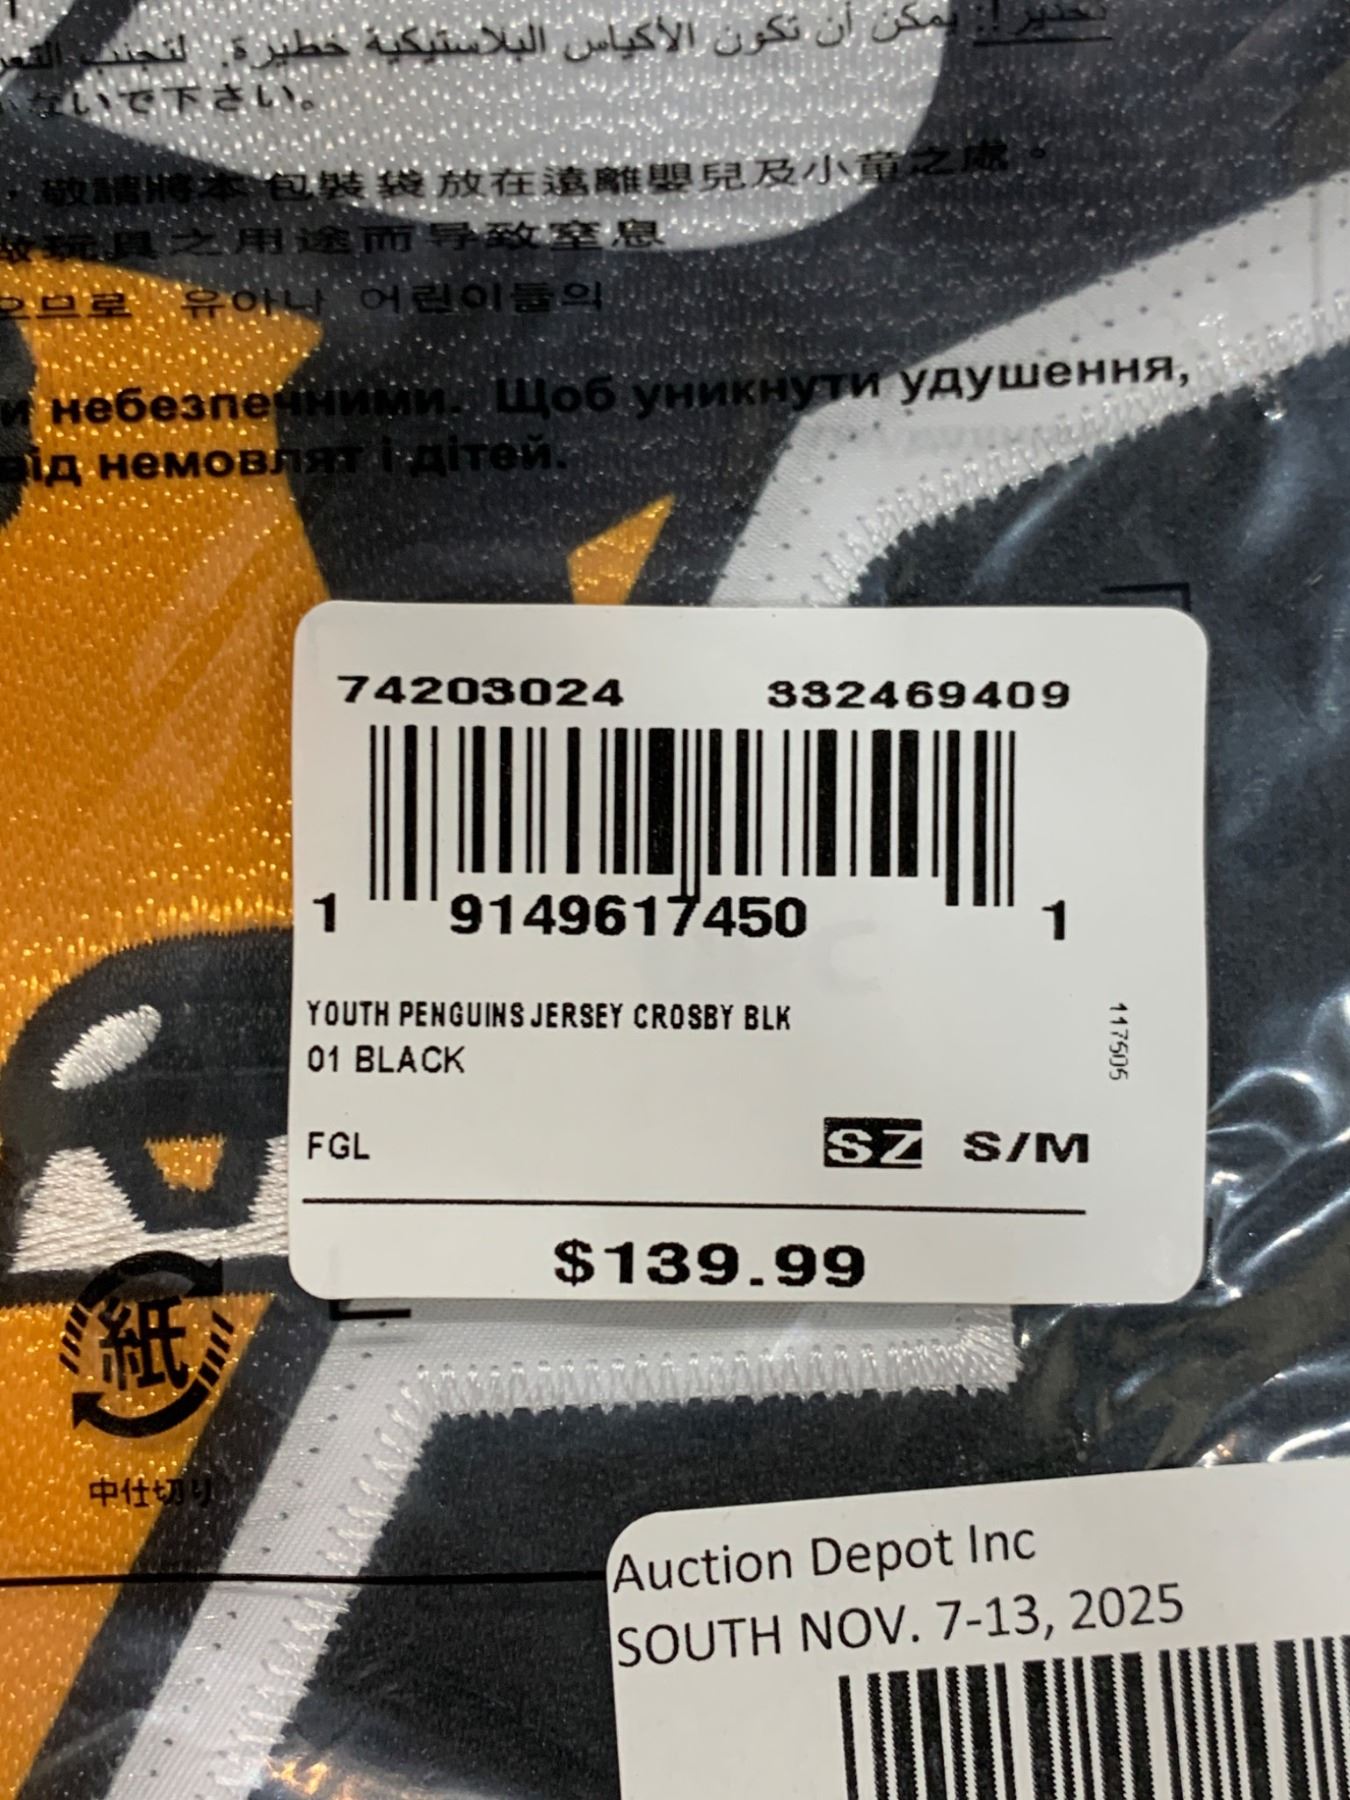 تحذير!: يمكن أن تكون الأكياس البلاستيكية خطيرة. لتجنب
ないで下さい。
，敬請將本包裝袋放在遠離嬰兒及小童之處。
做玩具之用途而导致窒息
으므로 유아나 어린이들의
и небезпечними. Щоб уникнути удушення,
від немовлят і дітей.
74203024 332469409
1 9149617450 1
YOUTH PENGUINS JERSEY CROSBY BLK
01 BLACK
117505
FGL SZ S/M
$139.99
紙
中仕切り
Auction Depot Inc
SOUTH NOV. 7-13, 2025